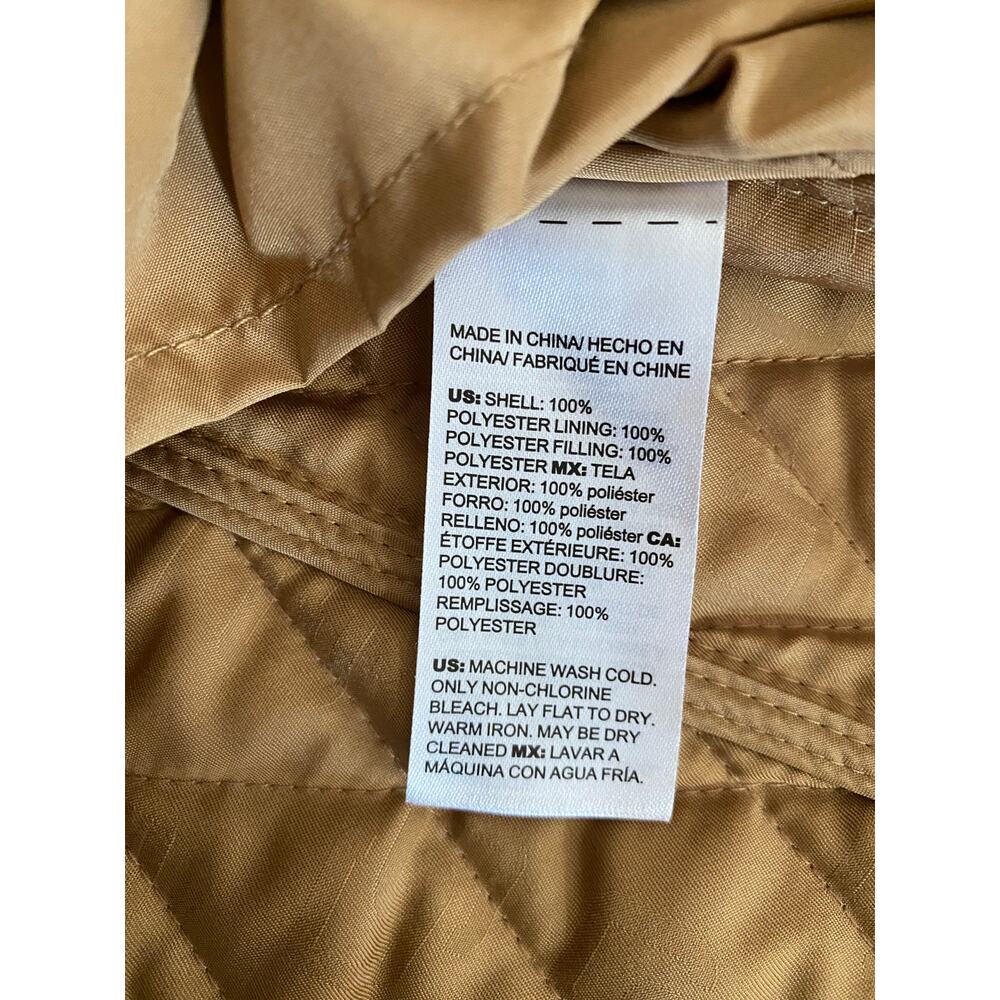 MADE IN CHINA/ HECHO EN
CHINA/ FABRIQUÉ EN CHINE
US: SHELL: 100%
POLYESTER LINING: 100%
POLYESTER FILLING: 100%
POLYESTER MX: TELA
EXTERIOR: 100% poliéster
FORRO: 100% poliéster
RELLENO: 100% poliéster CA:
ÉTOFFE EXTÉRIEURE: 100%
POLYESTER DOUBLURE:
100% POLYESTER
REMPLISSAGE: 100%
POLYESTER
US: MACHINE WASH COLD.
ONLY NON-CHLORINE
BLEACH. LAY FLAT TO DRY.
WARM IRON. MAY BE DRY
CLEANED MX: LAVAR A
MÁQUINA CON AGUA FRÍA.